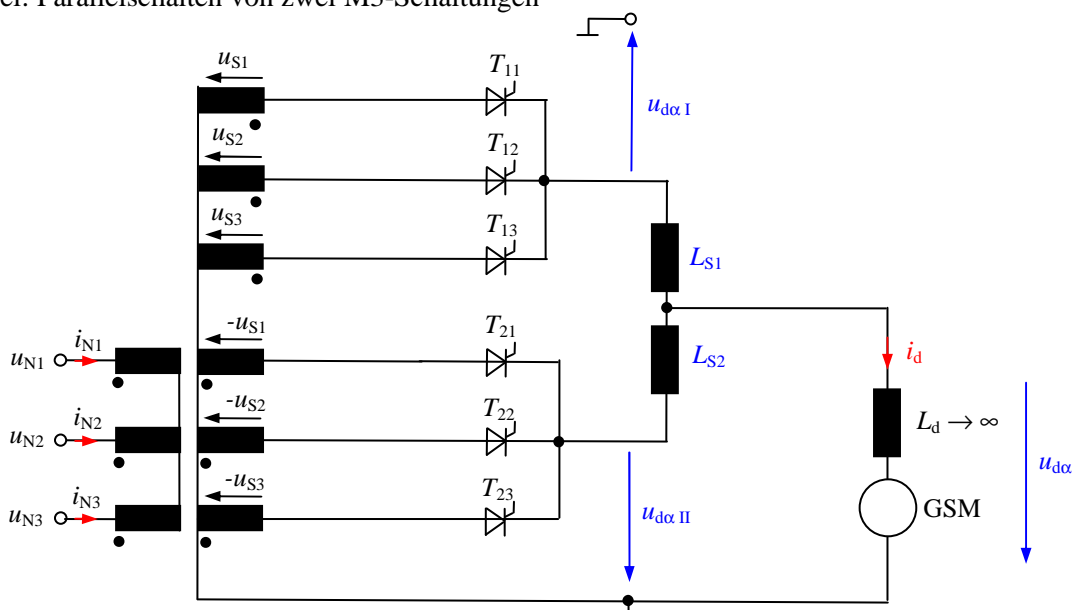 Parallelschalten von zwei M3-Schaltungen
uS1
T11
udα I
uS2
T12
uS3
T13
LS1
-uS1
T21
iN1
uN1
LS2
id
-uS2
T22
iN2
uN2
Ld → ∞
udα
-uS3
T23
iN3
uN3
udα II
GSM